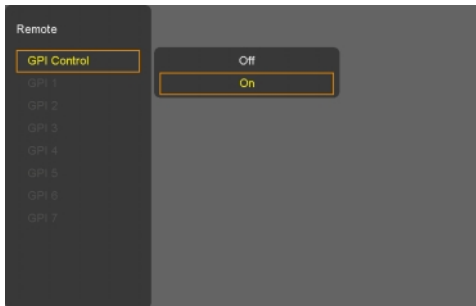 Remote
GPI Control
Off
On
GPI 1
GPI 2
GPI 3
GPI 4
GPI 5
GPI 6
GPI 7